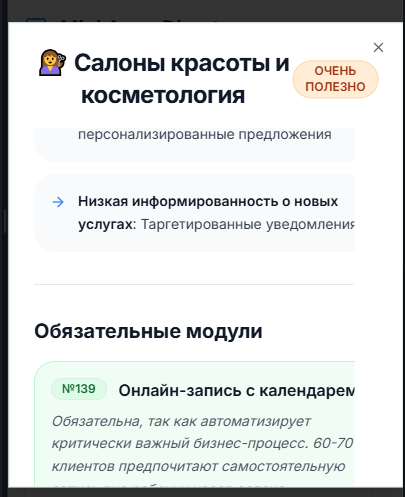 Салоны красоты и
косметология
ОЧЕНЬ
ПОЛЕЗНО
персонализированные предложения
Низкая информированность о новых
услугах: Таргетированные уведомления
Обязательные модули
№139 Онлайн-запись с календарем
Обязательна, так как автоматизирует
критически важный бизнес-процесс. 60-70
клиентов предпочитают самостоятельную